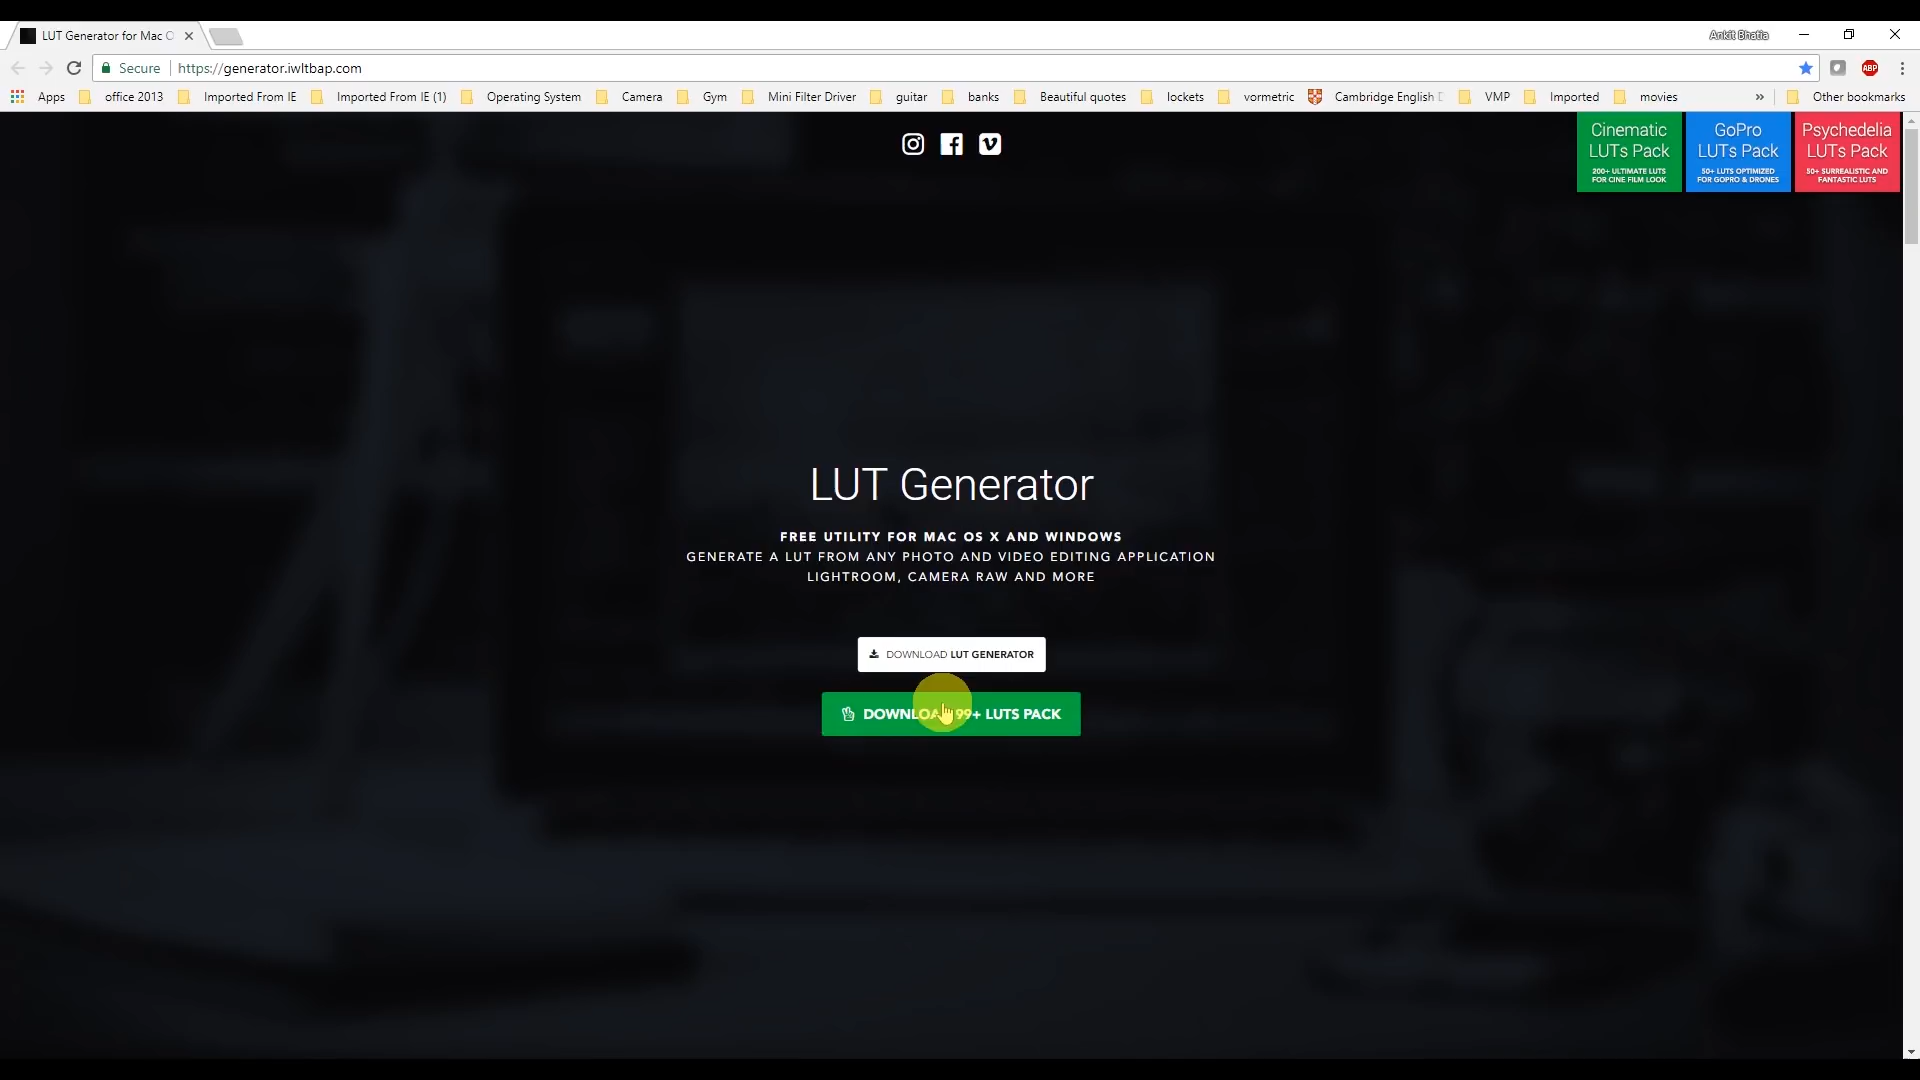 LUT Generator for Mac O
Ankit Bhatia
Secure
https://generator.iwltbap.com
ABP
Apps
office 2013
Imported From IE
Imported From IE (1)
Operating System
Camera
Gym
Mini Filter Driver
guitar
banks
Beautiful quotes
lockets
vormetric
Cambridge English
VMP
Imported
movies
»
Other bookmarks
Cinematic
LUTs Pack
200+ ULTIMATE LUTS
FOR CINE FILM LOOK
GoPro
LUTs Pack
50+ LUTS OPTIMIZED
FOR GOPRO & DRONES
Psychedelia
LUTs Pack
50+ SURREALISTIC AND
FANTASTIC LUTS
LUT Generator
FREE UTILITY FOR MAC OS X AND WINDOWS
GENERATE A LUT FROM ANY PHOTO AND VIDEO EDITING APPLICATION
LIGHTROOM, CAMERA RAW AND MORE
DOWNLOAD LUT GENERATOR
DOWNLOAD 99+ LUTS PACK